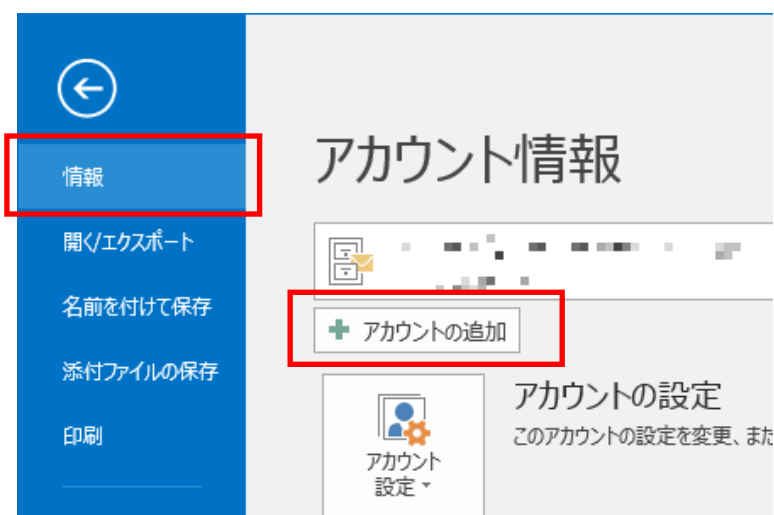 情報
開く/エクスポート
名前を付けて保存
添付ファイルの保存
印刷
アカウント情報
アカウントの追加
アカウント
設定
アカウントの設定
このアカウントの設定を変更、また